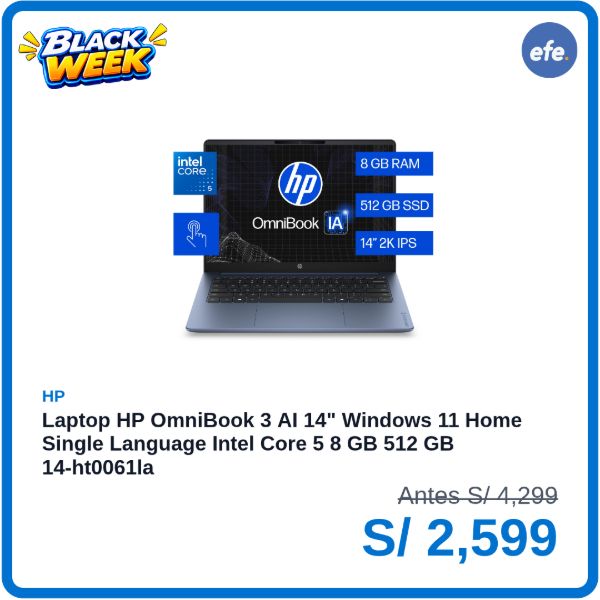 BLACK
WEEK
efe.
intel
CORE
5
8 GB RAM
hp
512 GB SSD
OmniBook IA
14" 2K IPS
HP
Laptop HP OmniBook 3 AI 14" Windows 11 Home
Single Language Intel Core 5 8 GB 512 GB
14-ht0061la
Antes S/ 4,299
S/ 2,599